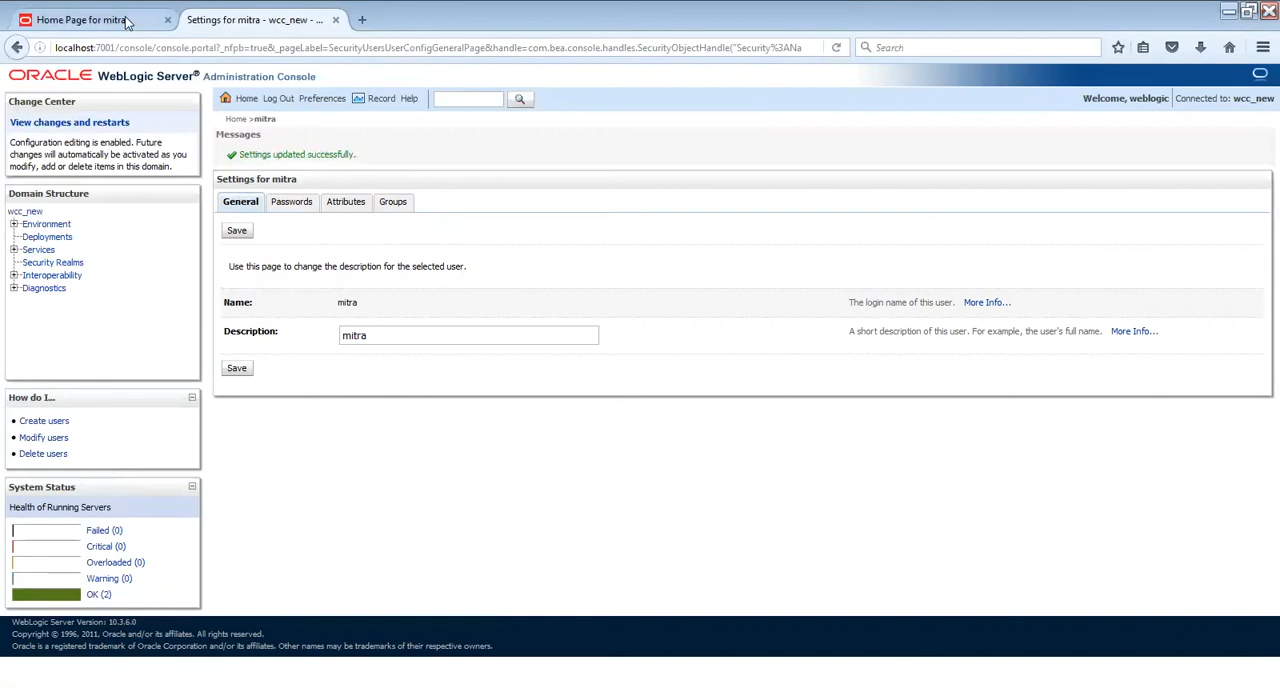 Home Page for mitra
Settings for mitra - wcc_new - ...
localhost:7001/console/console.portal?_nfpb=true&_pageLabel=SecurityUsersUserConfigGeneralPage&handle=com.bea.console.handles.SecurityObjectHandle("Security%3ANa
Search
ORACLE WebLogic Server® Administration Console
Change Center
View changes and restarts
Configuration editing is enabled. Future
changes will automatically be activated as you
modify, add or delete items in this domain.
Domain Structure
wcc_new
Environment
Deployments
Services
Security Realms
Interoperability
Diagnostics
How do I...
Create users
Modify users
Delete users
System Status
Health of Running Servers
Failed (0)
Critical (0)
Overloaded (0)
Warning (0)
OK (2)
Home Log Out Preferences Record Help
Welcome, weblogic Connected to: wcc_new
Home >mitra
Messages
Settings updated successfully.
Settings for mitra
General Passwords Attributes Groups
Save
Use this page to change the description for the selected user.
Name: mitra The login name of this user. More Info...
Description: mitra A short description of this user. For example, the user's full name. More Info...
Save
WebLogic Server Version: 10.3.6.0
Copyright © 1996, 2011, Oracle and/or its affiliates. All rights reserved.
Oracle is a registered trademark of Oracle Corporation and/or its affiliates. Other names may be trademarks of their respective owners.